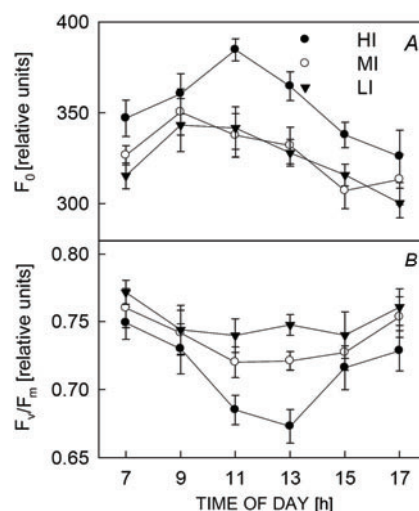 400
350
300
F0 [relative units]
A
HI
MI
LI
0.80
0.75
0.70
0.65
Fv/Fm [relative units]
B
7 9 11 13 15 17
TIME OF DAY [h]